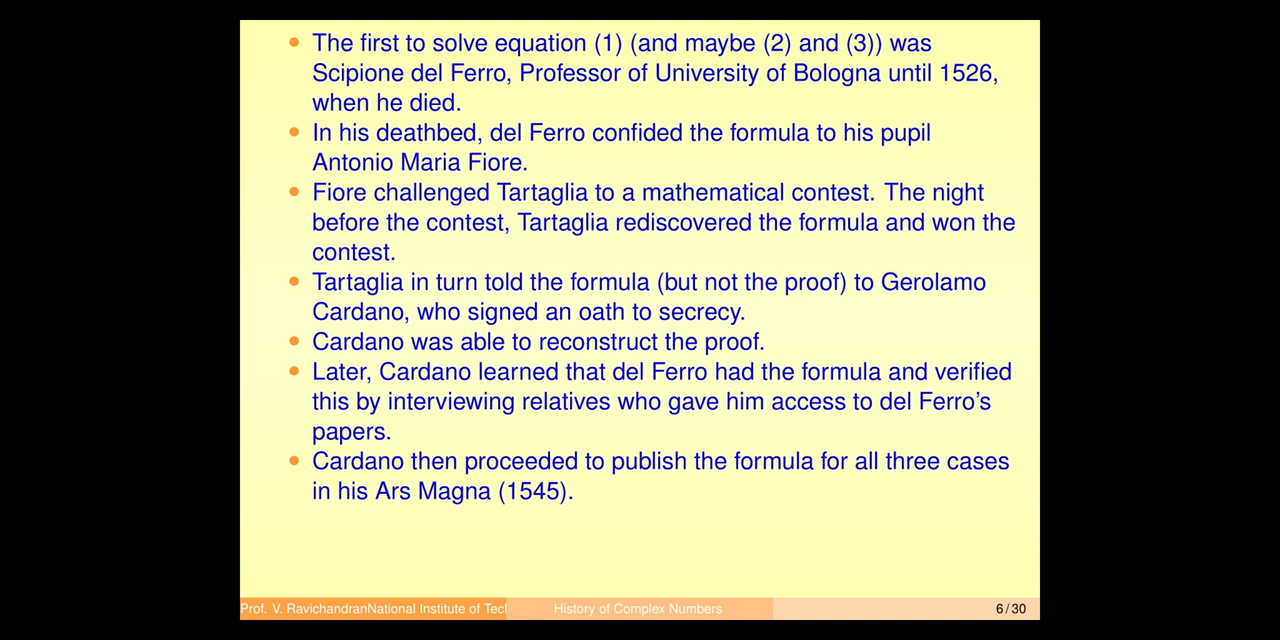 The first to solve equation (1) (and maybe (2) and (3)) was
Scipione del Ferro, Professor of University of Bologna until 1526,
when he died.
In his deathbed, del Ferro confided the formula to his pupil
Antonio Maria Fiore.
Fiore challenged Tartaglia to a mathematical contest. The night
before the contest, Tartaglia rediscovered the formula and won the
contest.
Tartaglia in turn told the formula (but not the proof) to Gerolamo
Cardano, who signed an oath to secrecy.
Cardano was able to reconstruct the proof.
Later, Cardano learned that del Ferro had the formula and verified
this by interviewing relatives who gave him access to del Ferro's
papers.
Cardano then proceeded to publish the formula for all three cases
in his Ars Magna (1545).
Prof. V. RavichandranNational Institute of Tec History of Complex Numbers 6 / 30